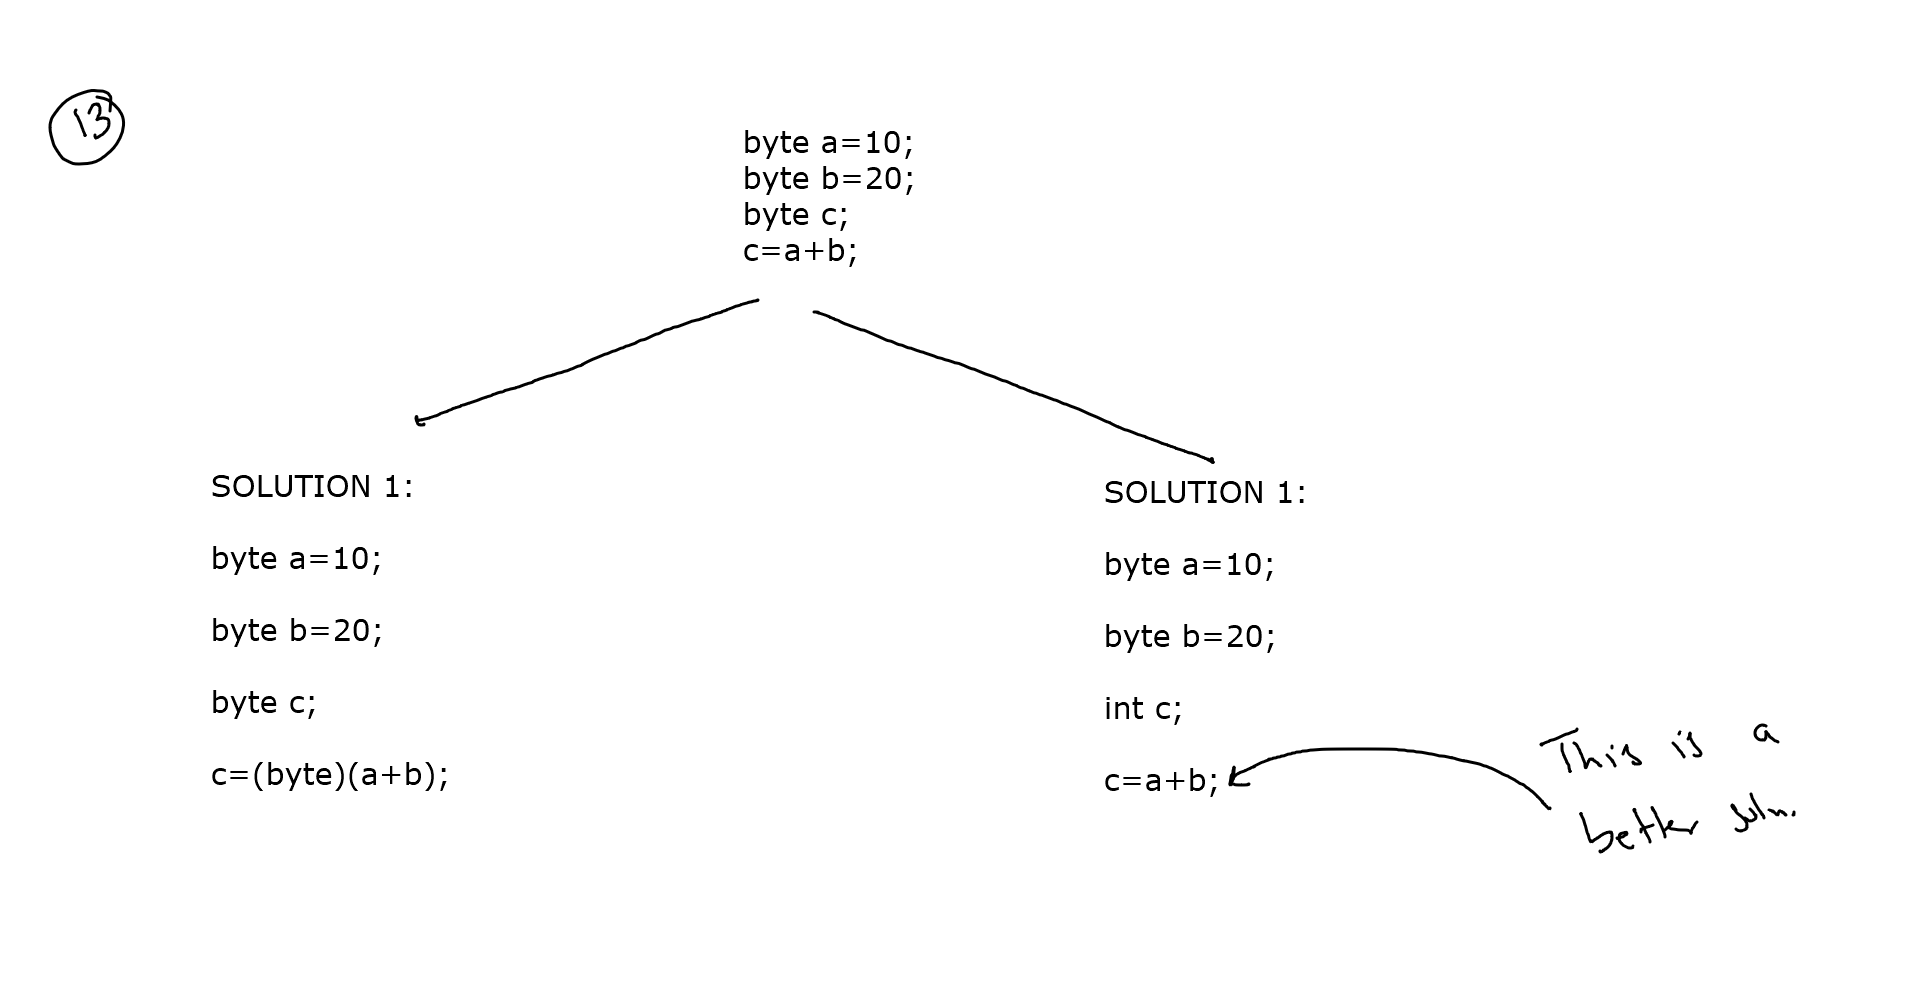 13
byte a=10;
byte b=20;
byte c;
c=a+b;
SOLUTION 1:
byte a=10;
byte b=20;
byte c;
c=(byte)(a+b);
SOLUTION 1:
byte a=10;
byte b=20;
int c;
c=a+b;
This is a
better soln.